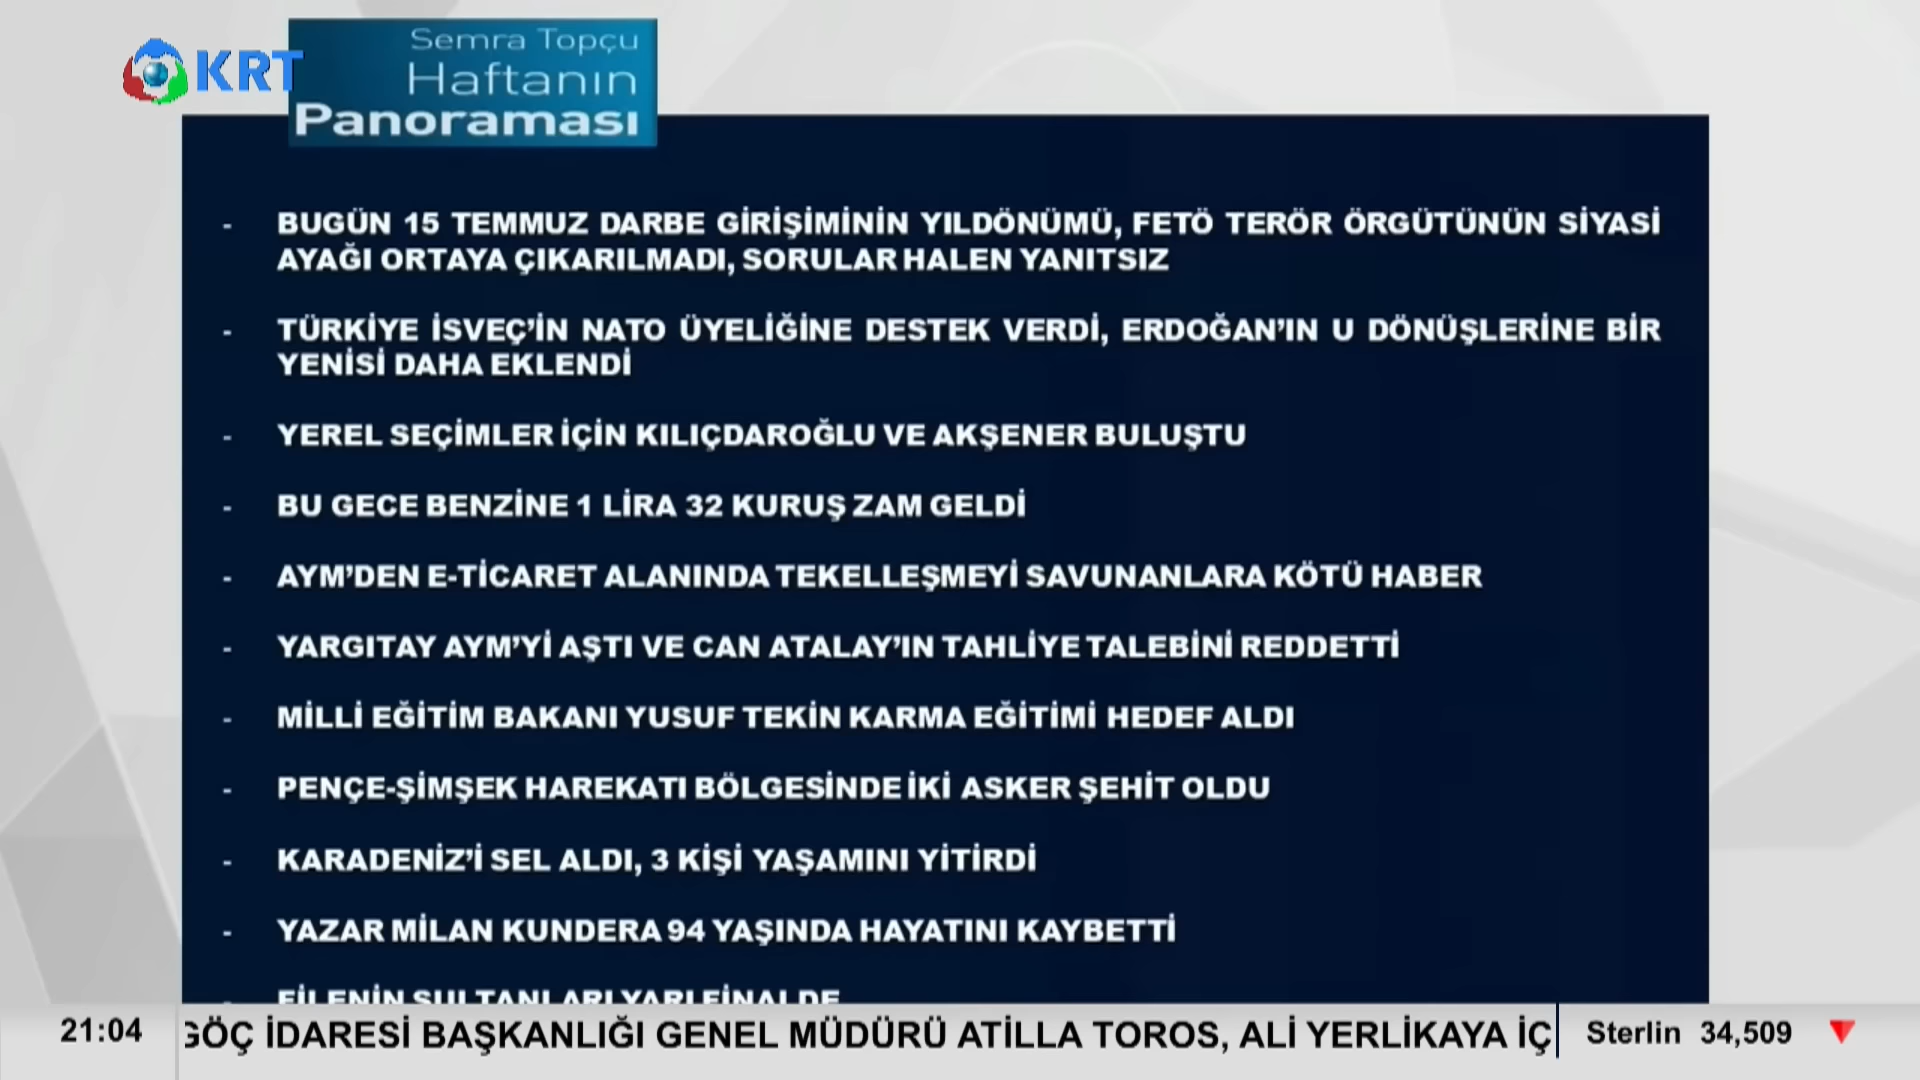 KRT
Semra Topçu
Haftanın
Panoraması
- BUGÜN 15 TEMMUZ DARBE GİRİŞİMİNİN YILDÖNÜMÜ, FETÖ TERÖR ÖRGÜTÜNÜN SİYASİ
AYAĞI ORTAYA ÇIKARILMADI, SORULAR HALEN YANITSIZ
- TÜRKİYE İSVEÇ'İN NATO ÜYELİĞİNE DESTEK VERDİ, ERDOĞAN'IN U DÖNÜŞLERİNE BİR
YENİSİ DAHA EKLENDİ
- YEREL SEÇİMLER İÇİN KILIÇDAROĞLU VE AKŞENER BULUŞTU
- BU GECE BENZİNE 1 LİRA 32 KURUŞ ZAM GELDİ
- AYM'DEN E-TİCARET ALANINDA TEKELLEŞMEYİ SAVUNANLARA KÖTÜ HABER
- YARGITAY AYM'Yİ AŞTI VE CAN ATALAY'IN TAHLİYE TALEBİNİ REDDETTİ
- MİLLİ EĞİTİM BAKANI YUSUF TEKİN KARMA EĞİTİMİ HEDEF ALDI
- PENÇE-ŞİMŞEK HAREKATI BÖLGESİNDE İKİ ASKER ŞEHİT OLDU
- KARADENİZ'İ SEL ALDI, 3 KİŞİ YAŞAMINI YİTİRDİ
- YAZAR MİLAN KUNDERA 94 YAŞINDA HAYATINI KAYBETTİ
- FİLENİN SULTANLARI YARI FİNALDE
21:04 GÖÇ İDARESİ BAŞKANLIĞI GENEL MÜDÜRÜ ATİLLA TOROS, ALİ YERLİKAYA İÇ Sterlin 34,509